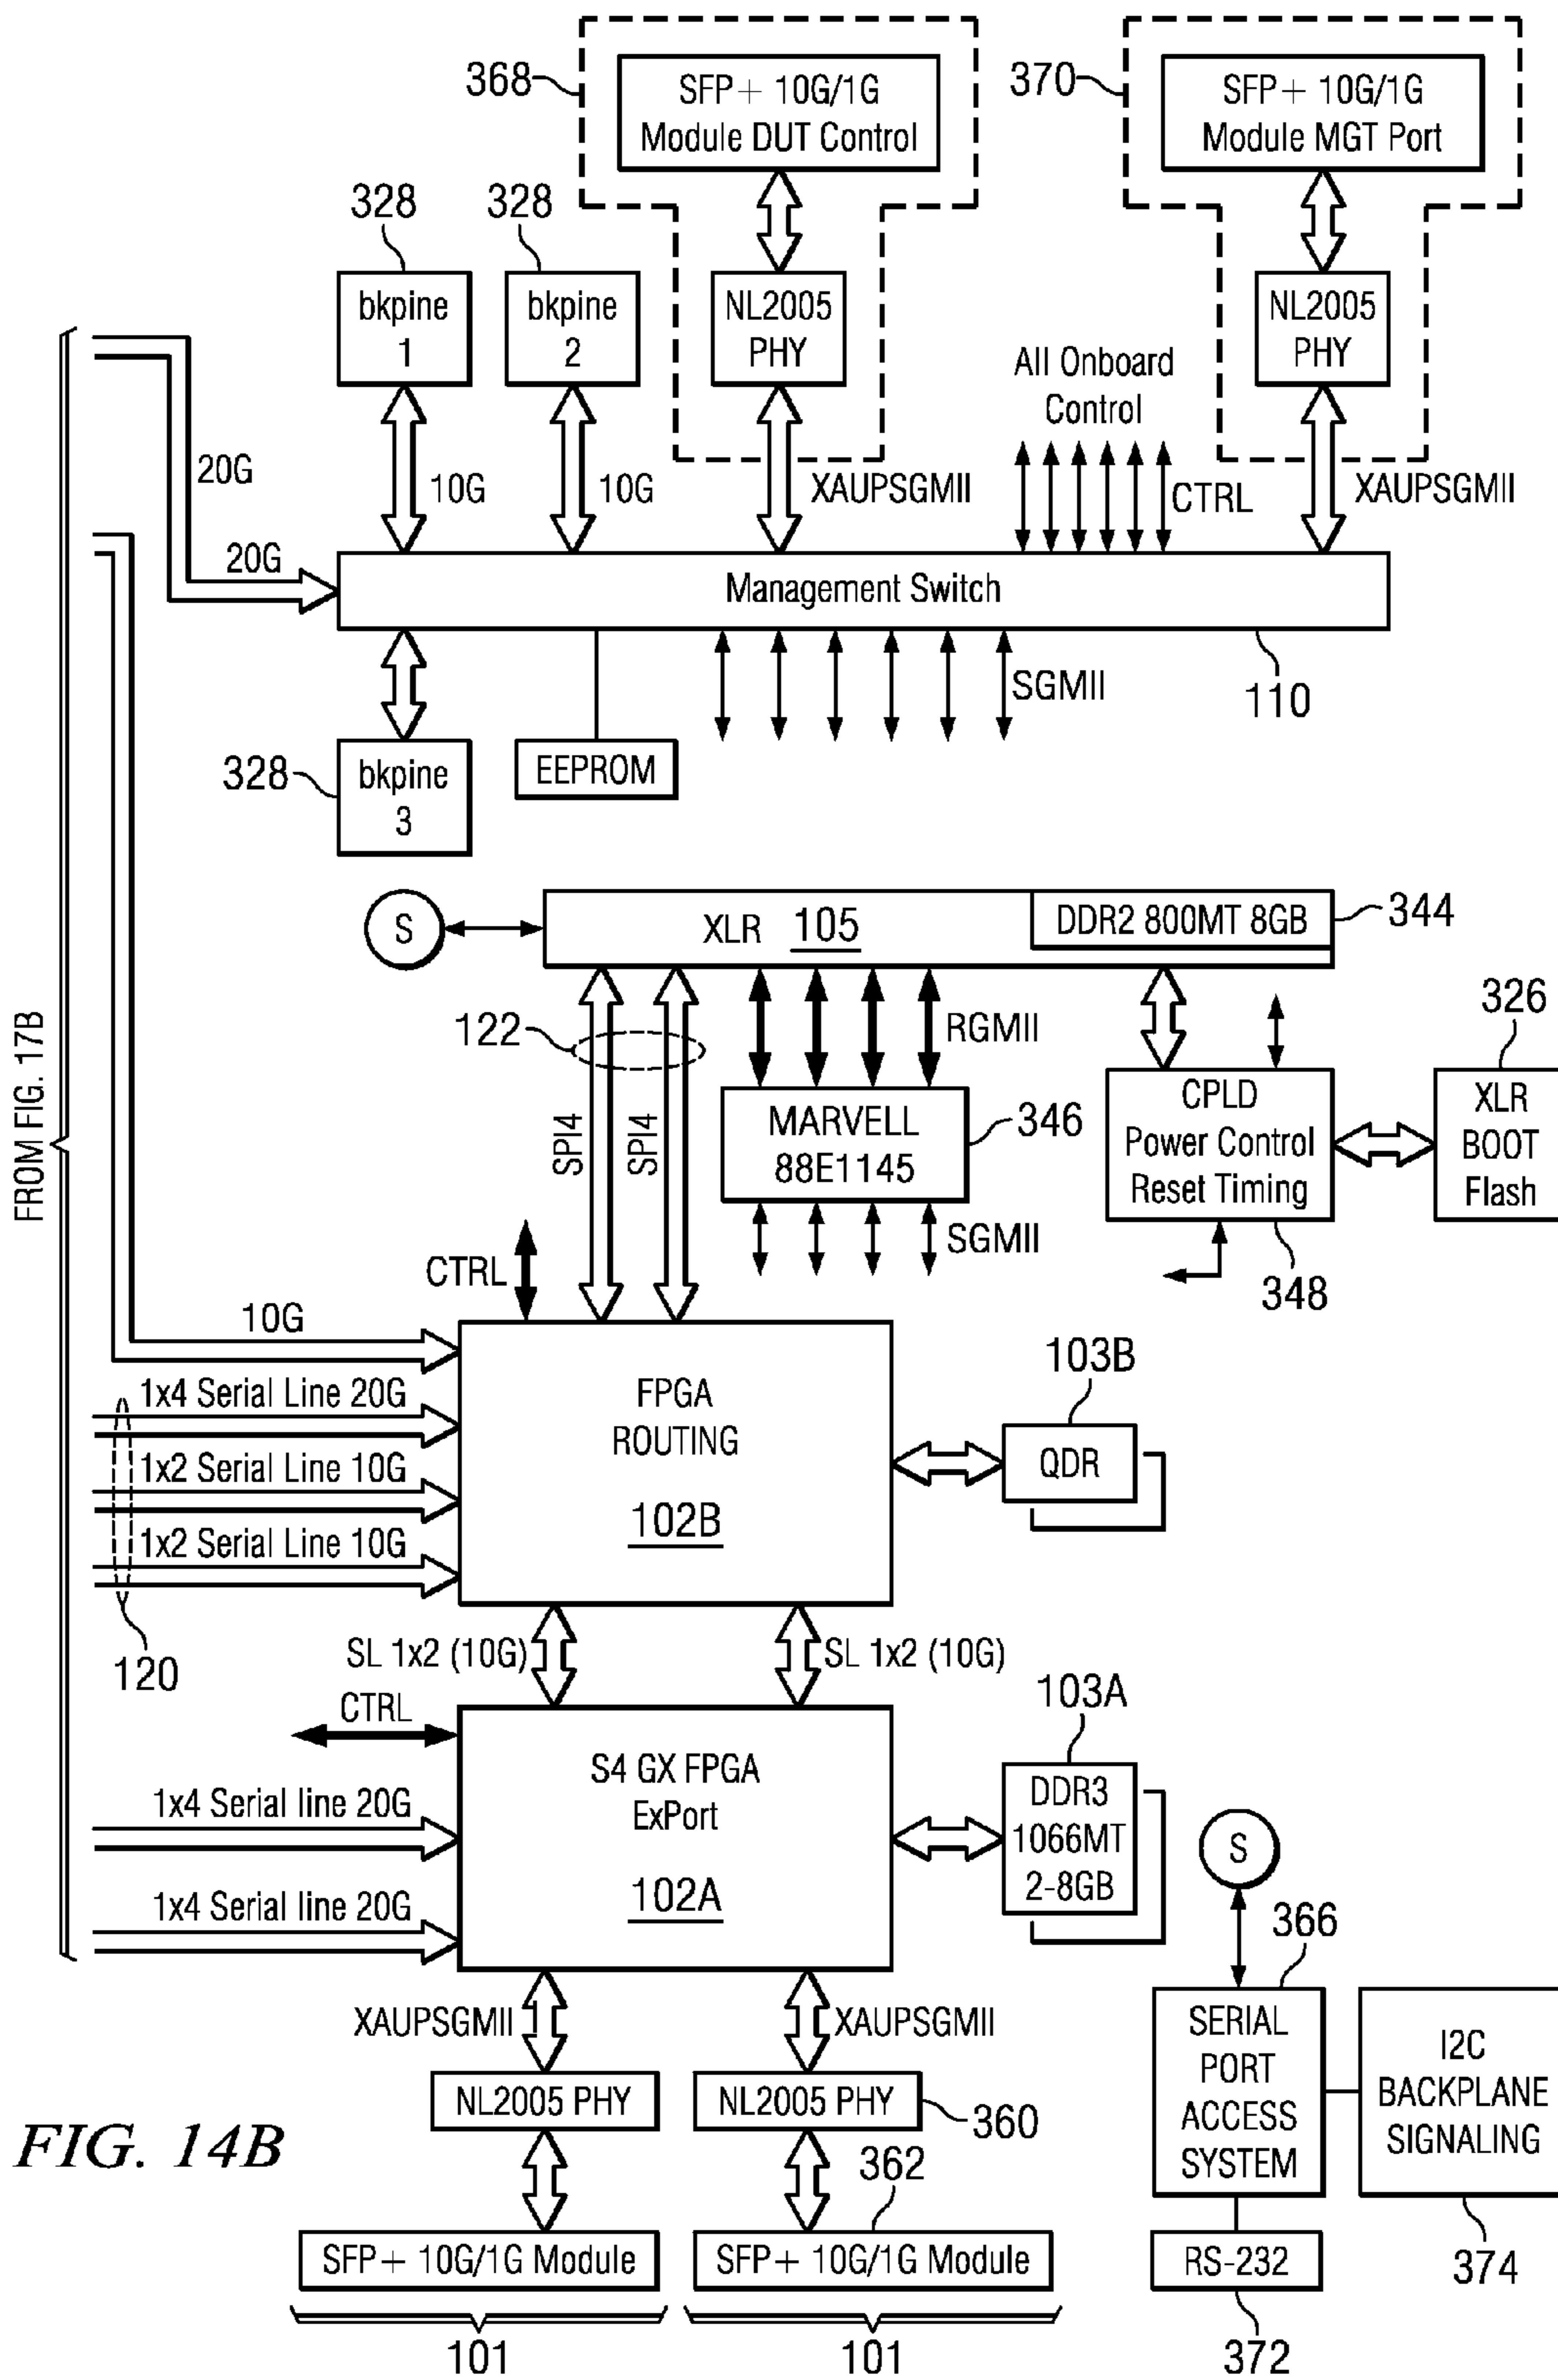 368
SFP+ 10G/1G
Module DUT Control
370
SFP+ 10G/1G
Module MGT Port
328
328
bkpine
1
bkpine
2
NL2005
PHY
NL2005
PHY
All Onboard
Control
20G
10G
10G
XAUPSGMII
CTRL
XAUPSGMII
20G
Management Switch
110
SGMII
328
bkpine
3
EEPROM
S
XLR 105
DDR2 800MT 8GB
344
122
RGMII
326
FROM FIG. 17B
SPI4
SPI4
MARVELL
88E1145
346
CPLD
Power Control
Reset Timing
XLR
BOOT
Flash
SGMII
348
CTRL
10G
1x4 Serial Line 20G
1x2 Serial Line 10G
1x2 Serial Line 10G
120
FPGA
ROUTING
102B
103B
QDR
SL 1x2 (10G)
SL 1x2 (10G)
CTRL
103A
S4 GX FPGA
ExPort
102A
DDR3
1066MT
2-8GB
1x4 Serial line 20G
1x4 Serial line 20G
S
366
XAUPSGMII
XAUPSGMII
NL2005 PHY
NL2005 PHY
360
SERIAL
PORT
ACCESS
SYSTEM
I2C
BACKPLANE
SIGNALING
FIG. 14B
362
SFP+ 10G/1G Module
SFP+ 10G/1G Module
RS-232
374
101
101
372